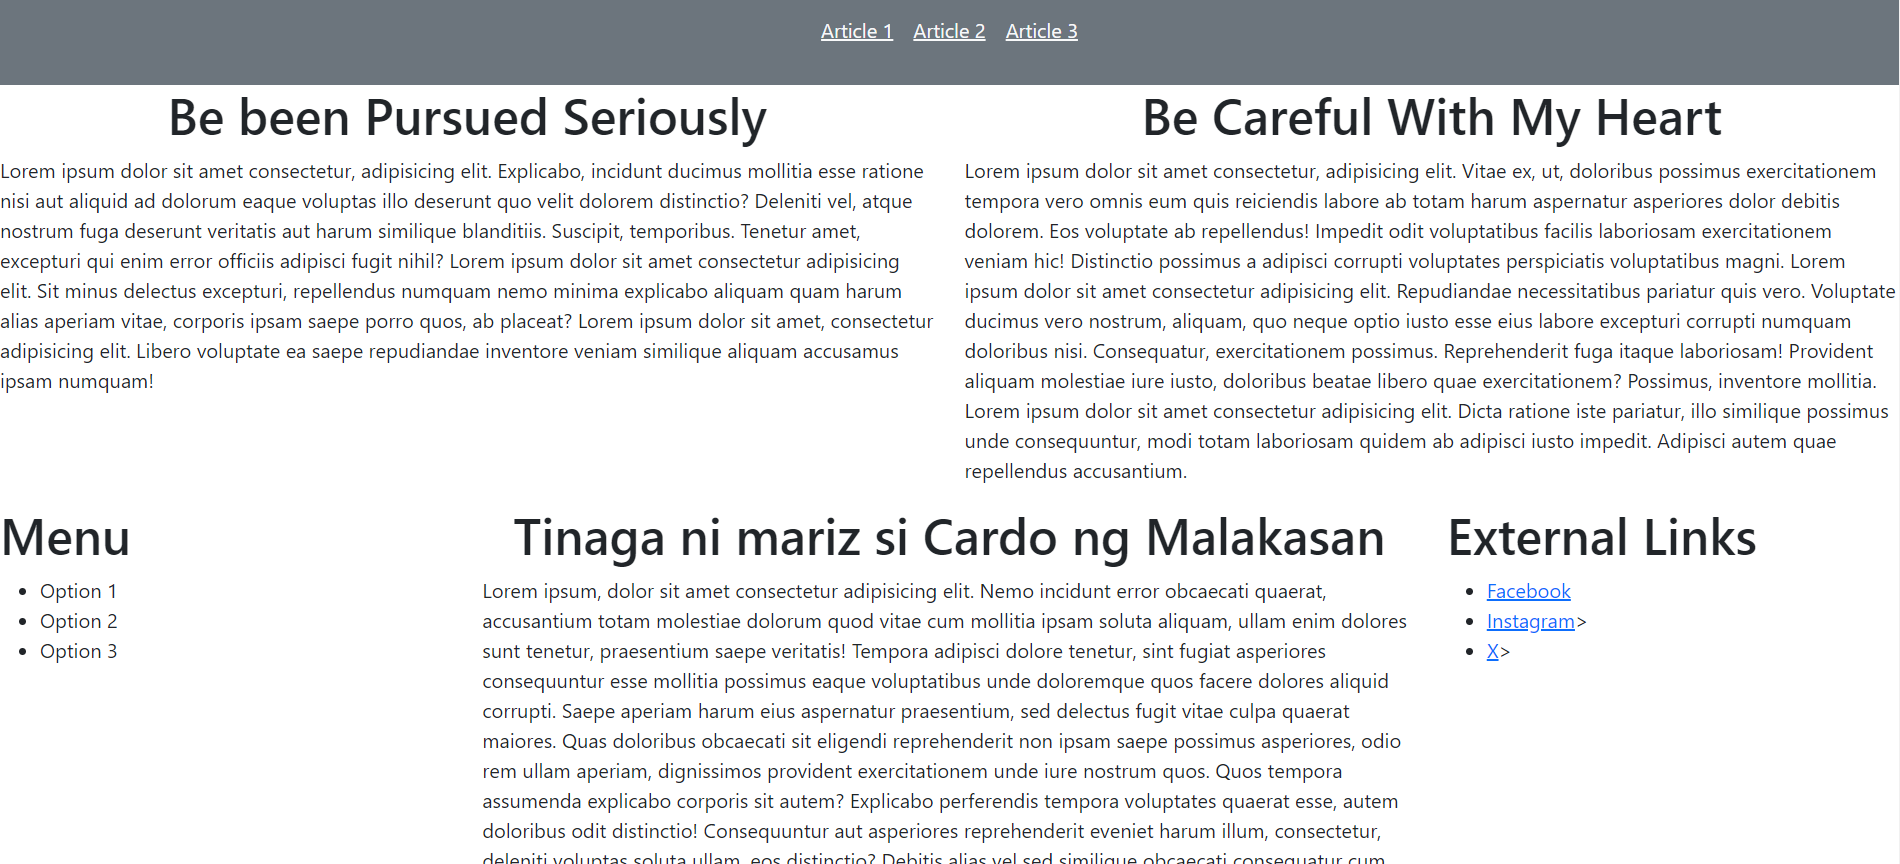 Article 1 Article 2 Article 3
Be been Pursued Seriously
Lorem ipsum dolor sit amet consectetur, adipisicing elit. Explicabo, incidunt ducimus mollitia esse ratione
nisi aut aliquid ad dolorum eaque voluptas illo deserunt quo velit dolorem distinctio? Deleniti vel, atque
nostrum fuga deserunt veritatis aut harum similique blanditiis. Suscipit, temporibus. Tenetur amet,
excepturi qui enim error officiis adipisci fugit nihil? Lorem ipsum dolor sit amet consectetur adipisicing
elit. Sit minus delectus excepturi, repellendus numquam nemo minima explicabo aliquam quam harum
alias aperiam vitae, corporis ipsam saepe porro quos, ab placeat? Lorem ipsum dolor sit amet, consectetur
adipisicing elit. Libero voluptate ea saepe repudiandae inventore veniam similique aliquam accusamus
ipsam numquam!
Be Careful With My Heart
Lorem ipsum dolor sit amet consectetur, adipisicing elit. Vitae ex, ut, doloribus possimus exercitationem
tempora vero omnis eum quis reiciendis labore ab totam harum aspernatur asperiores dolor debitis
dolorem. Eos voluptate ab repellendus! Impedit odit voluptatibus facilis laboriosam exercitationem
veniam hic! Distinctio possimus a adipisci corrupti voluptates perspiciatis voluptatibus magni. Lorem
ipsum dolor sit amet consectetur adipisicing elit. Repudiandae necessitatibus pariatur quis vero. Voluptate
ducimus vero nostrum, aliquam, quo neque optio iusto esse eius labore excepturi corrupti numquam
doloribus nisi. Consequatur, exercitationem possimus. Reprehenderit fuga itaque laboriosam! Provident
aliquam molestiae iure iusto, doloribus beatae libero quae exercitationem? Possimus, inventore mollitia.
Lorem ipsum dolor sit amet consectetur adipisicing elit. Dicta ratione iste pariatur, illo similique possimus
unde consequuntur, modi totam laboriosam quidem ab adipisci iusto impedit. Adipisci autem quae
repellendus accusantium.
Menu
• Option 1
• Option 2
• Option 3
Tinaga ni mariz si Cardo ng Malakasan
Lorem ipsum, dolor sit amet consectetur adipisicing elit. Nemo incidunt error obcaecati quaerat,
accusantium totam molestiae dolorum quod vitae cum mollitia ipsam soluta aliquam, ullam enim dolores
sunt tenetur, praesentium saepe veritatis! Tempora adipisci dolore tenetur, sint fugiat asperiores
consequuntur esse mollitia possimus eaque voluptatibus unde doloremque quos facere dolores aliquid
corrupti. Saepe aperiam harum eius aspernatur praesentium, sed delectus fugit vitae culpa quaerat
maiores. Quas doloribus obcaecati sit eligendi reprehenderit non ipsam saepe possimus asperiores, odio
rem ullam aperiam, dignissimos provident exercitationem unde iure nostrum quos. Quos tempora
assumenda explicabo corporis sit autem? Explicabo perferendis tempora voluptates quaerat esse, autem
doloribus odit distinctio! Consequuntur aut asperiores reprehenderit eveniet harum illum, consectetur,
deleniti voluptas soluta ullam, eos distinctio? Debitis alias vel sed similique obcaecati consequatur cum
External Links
• Facebook
• Instagram>
• X>